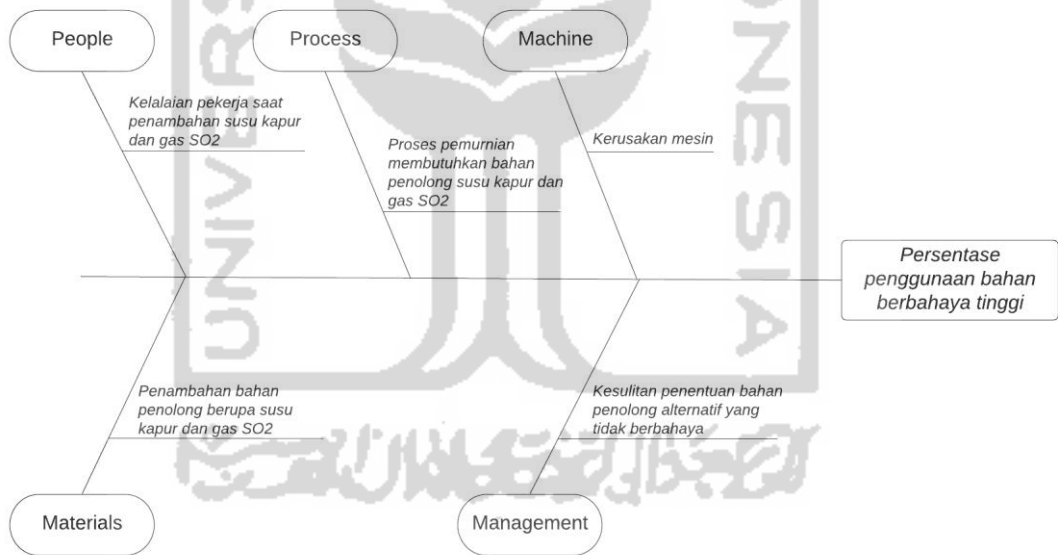 People
Process
Machine
Kelalaian pekerja saat
penambahan susu kapur
dan gas SO2
Proses pemurnian
membutuhkan bahan
penolong susu kapur dan
gas SO2
Kerusakan mesin
Persentase
penggunaan bahan
berbahaya tinggi
Penambahan bahan
penolong berupa susu
kapur dan gas SO2
Kesulitan penentuan bahan
penolong alternatif yang
tidak berbahaya
Materials
Management